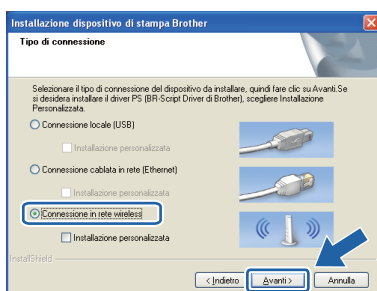 Installazione dispositivo di stampa Brother
Tipo di connessione
Selezionare il tipo di connessione del dispositivo da installare, quindi fare clic su Avanti.Se
si desidera installare il driver PS (BR-Script Driver di Brother), scegliere Installazione
Personalizzata.
Connessione locale (USB)
Installazione personalizzata
Connessione cablata in rete (Ethernet)
Installazione personalizzata
Connessione in rete wireless
Installazione personalizzata
InstallShield
< Indietro Avanti > Annulla